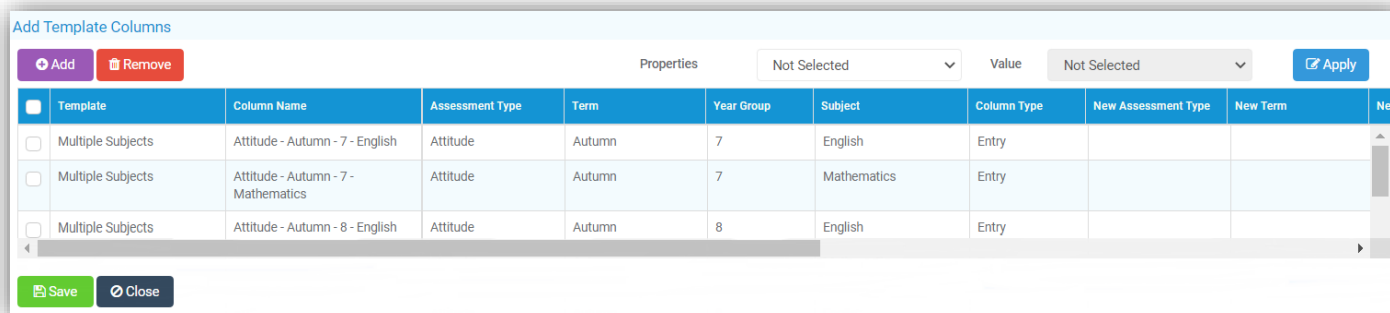 Add Template Columns
Add Remove Properties Not Selected Value Not Selected Apply
Template Column Name Assessment Type Term Year Group Subject Column Type New Assessment Type New Term Ne
Multiple Subjects Attitude - Autumn - 7 - English Attitude Autumn 7 English Entry
Multiple Subjects Attitude - Autumn - 7 - Attitude Autumn 7 Mathematics Entry
Mathematics
Multiple Subjects Attitude - Autumn - 8 - English Attitude Autumn 8 English Entry
Save Close